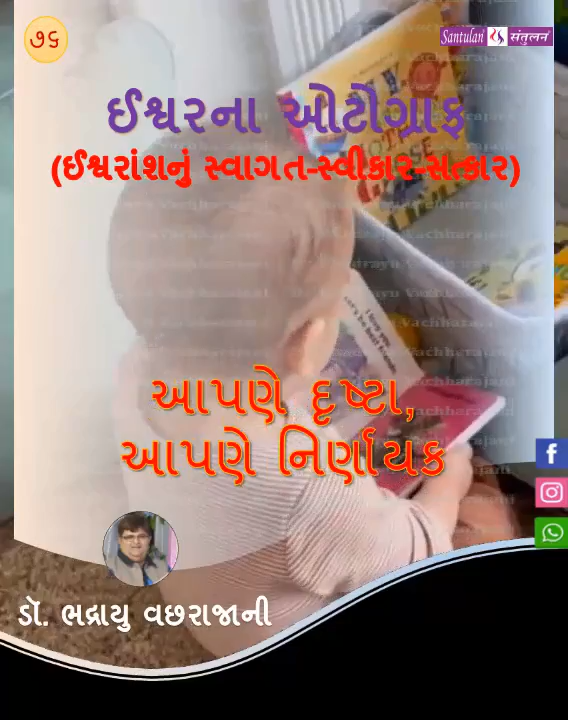 ૭૬
Santulan संतुलन
ઈશ્વરના ઓટોગ્રાફ
(ઈશ્વરાંશનું સ્વાગત-સ્વીકાર-સત્કાર)
આપણે દૃષ્ટા,
આપણે નિર્ણાયક
ડૉ. ભદ્રાયુ વછરાજાની